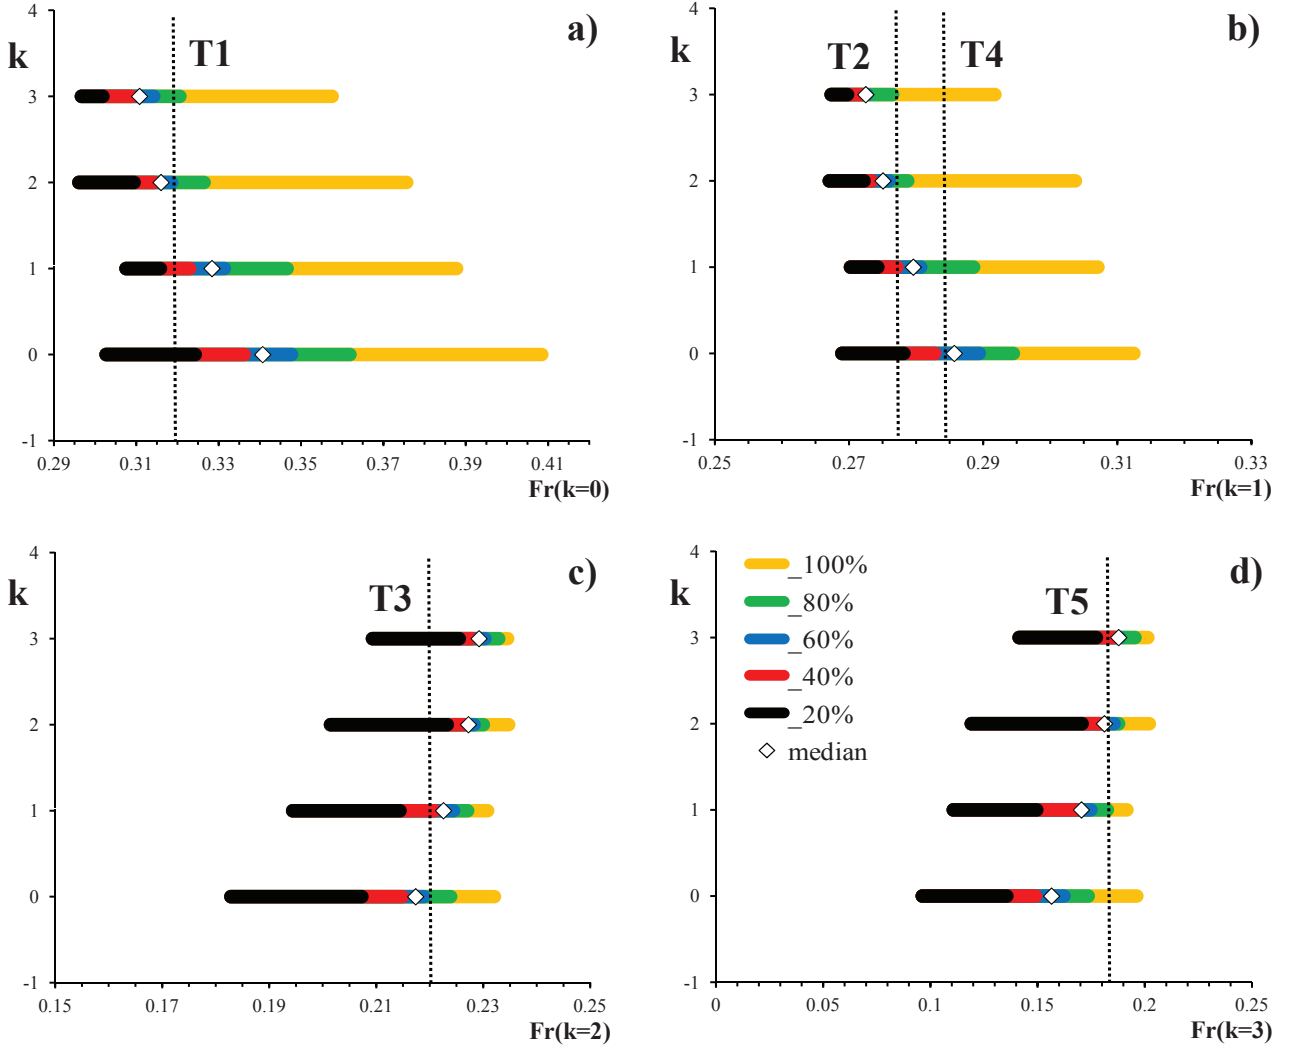 a)
k
T1
4
3
2
1
0
-1
0.29 0.31 0.33 0.35 0.37 0.39 0.41
Fr(k=0)
b)
k
T2 T4
4
3
2
1
0
-1
0.25 0.27 0.29 0.31 0.33
Fr(k=1)
c)
k
T3
4
3
2
1
0
-1
0.15 0.17 0.19 0.21 0.23 0.25
Fr(k=2)
d)
k
T5
_100%
_80%
_60%
_40%
_20%
median
4
3
2
1
0
-1
0 0.05 0.1 0.15 0.2 0.25
Fr(k=3)